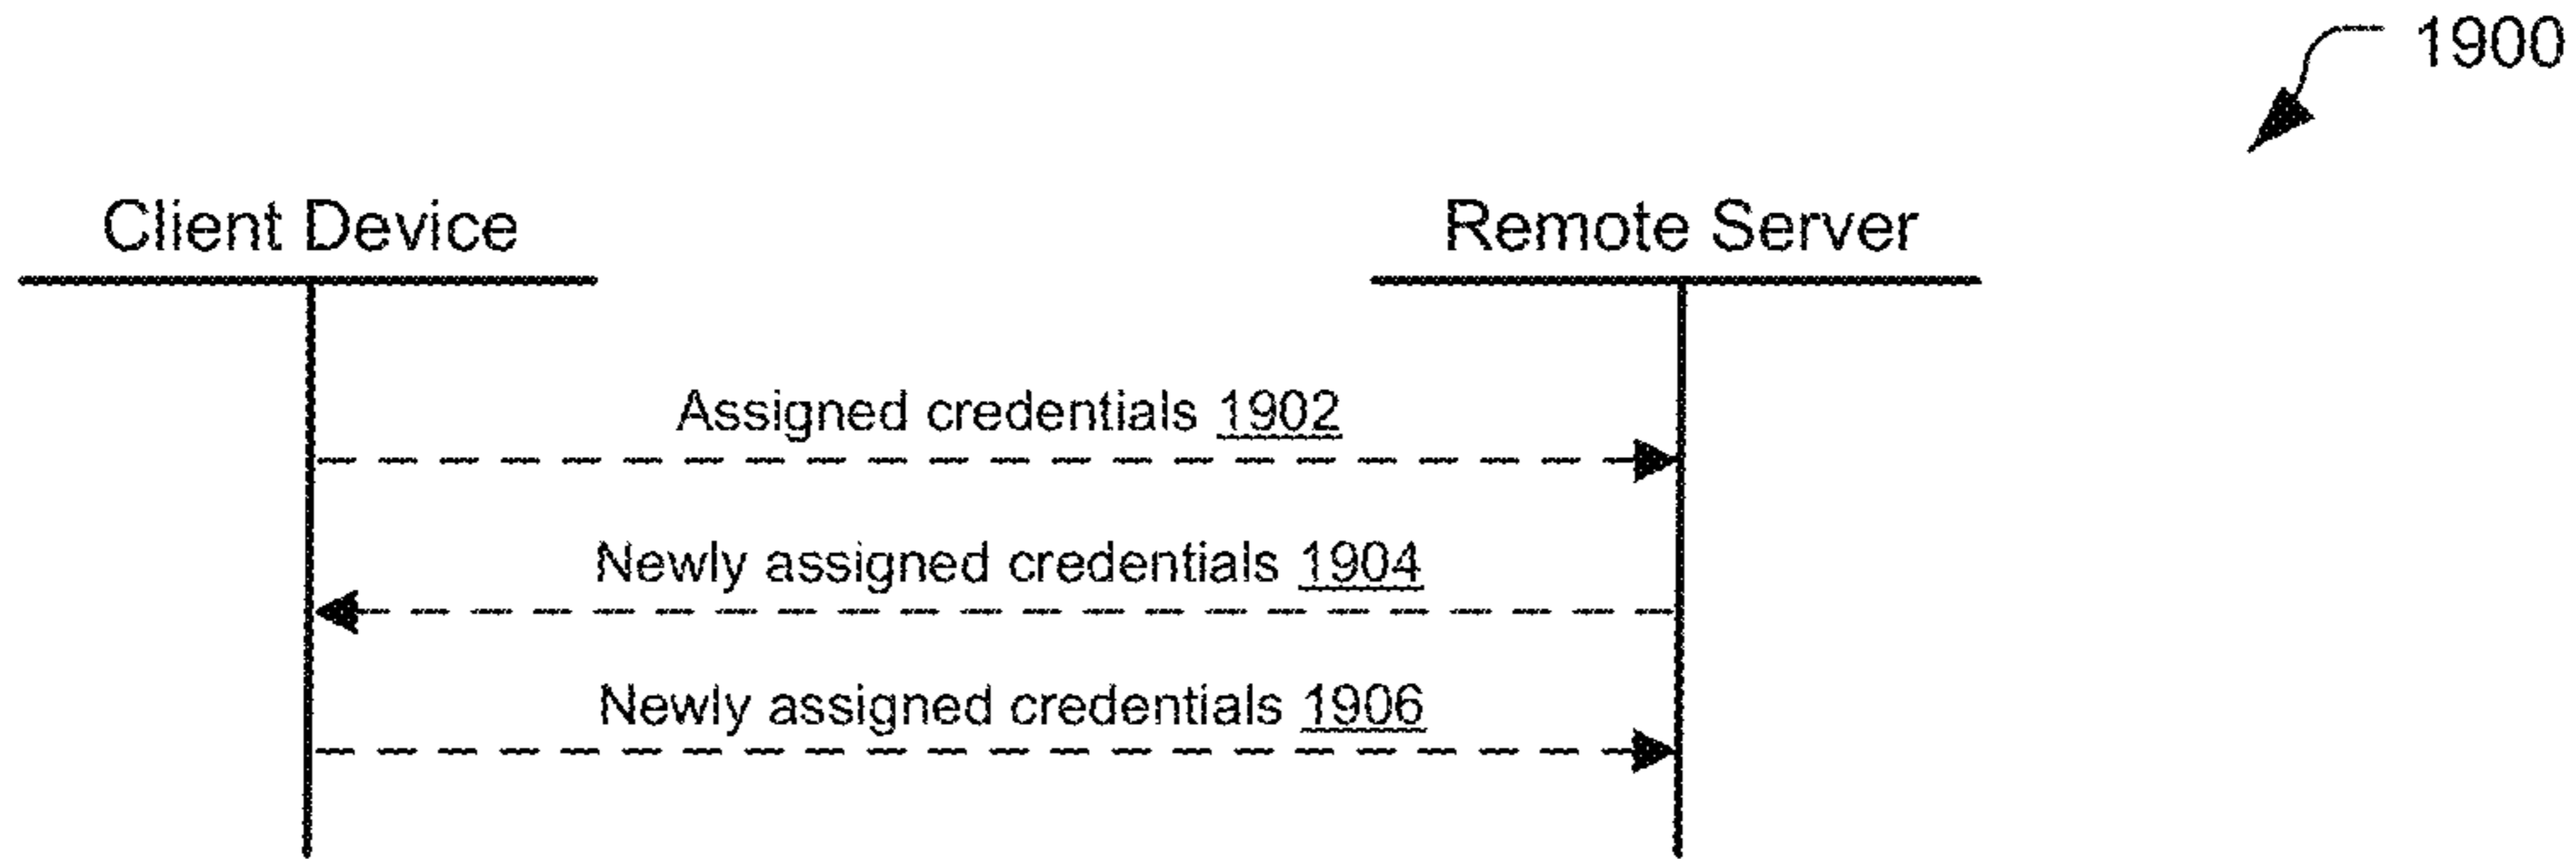 1900
Client Device
Remote Server
Assigned credentials 1902
Newly assigned credentials 1904
Newly assigned credentials 1906